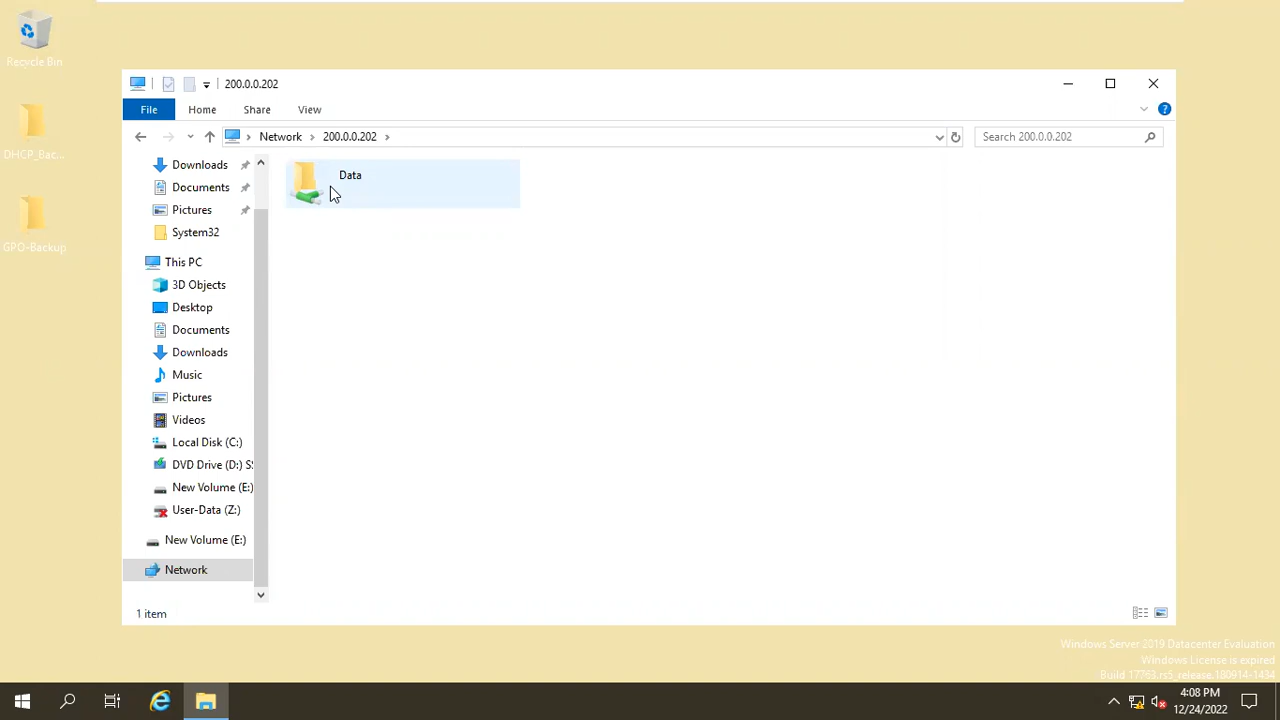 Recycle Bin
DHCP_Bac...
GPO-Backup
200.0.0.202
File Home Share View
Network 200.0.0.202
Search 200.0.0.202
Downloads
Documents
Pictures
System32
This PC
3D Objects
Desktop
Documents
Downloads
Music
Pictures
Videos
Local Disk (C:)
DVD Drive (D:) S
New Volume (E:)
User-Data (Z:)
New Volume (E:)
Network
Data
1 item
Windows Server 2019 Datacenter Evaluation
Windows License is expired
Build 17763.rs5_release.180914-1434
4:08 PM
12/24/2022